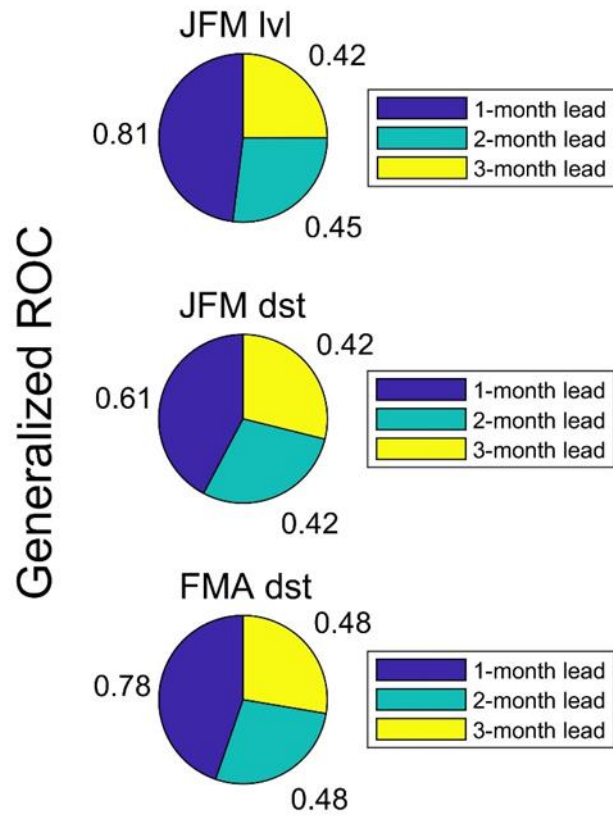 Generalized ROC
JFM lvl
0.42
0.81
0.45
1-month lead
2-month lead
3-month lead
JFM dst
0.42
0.61
0.42
1-month lead
2-month lead
3-month lead
FMA dst
0.48
0.78
0.48
1-month lead
2-month lead
3-month lead